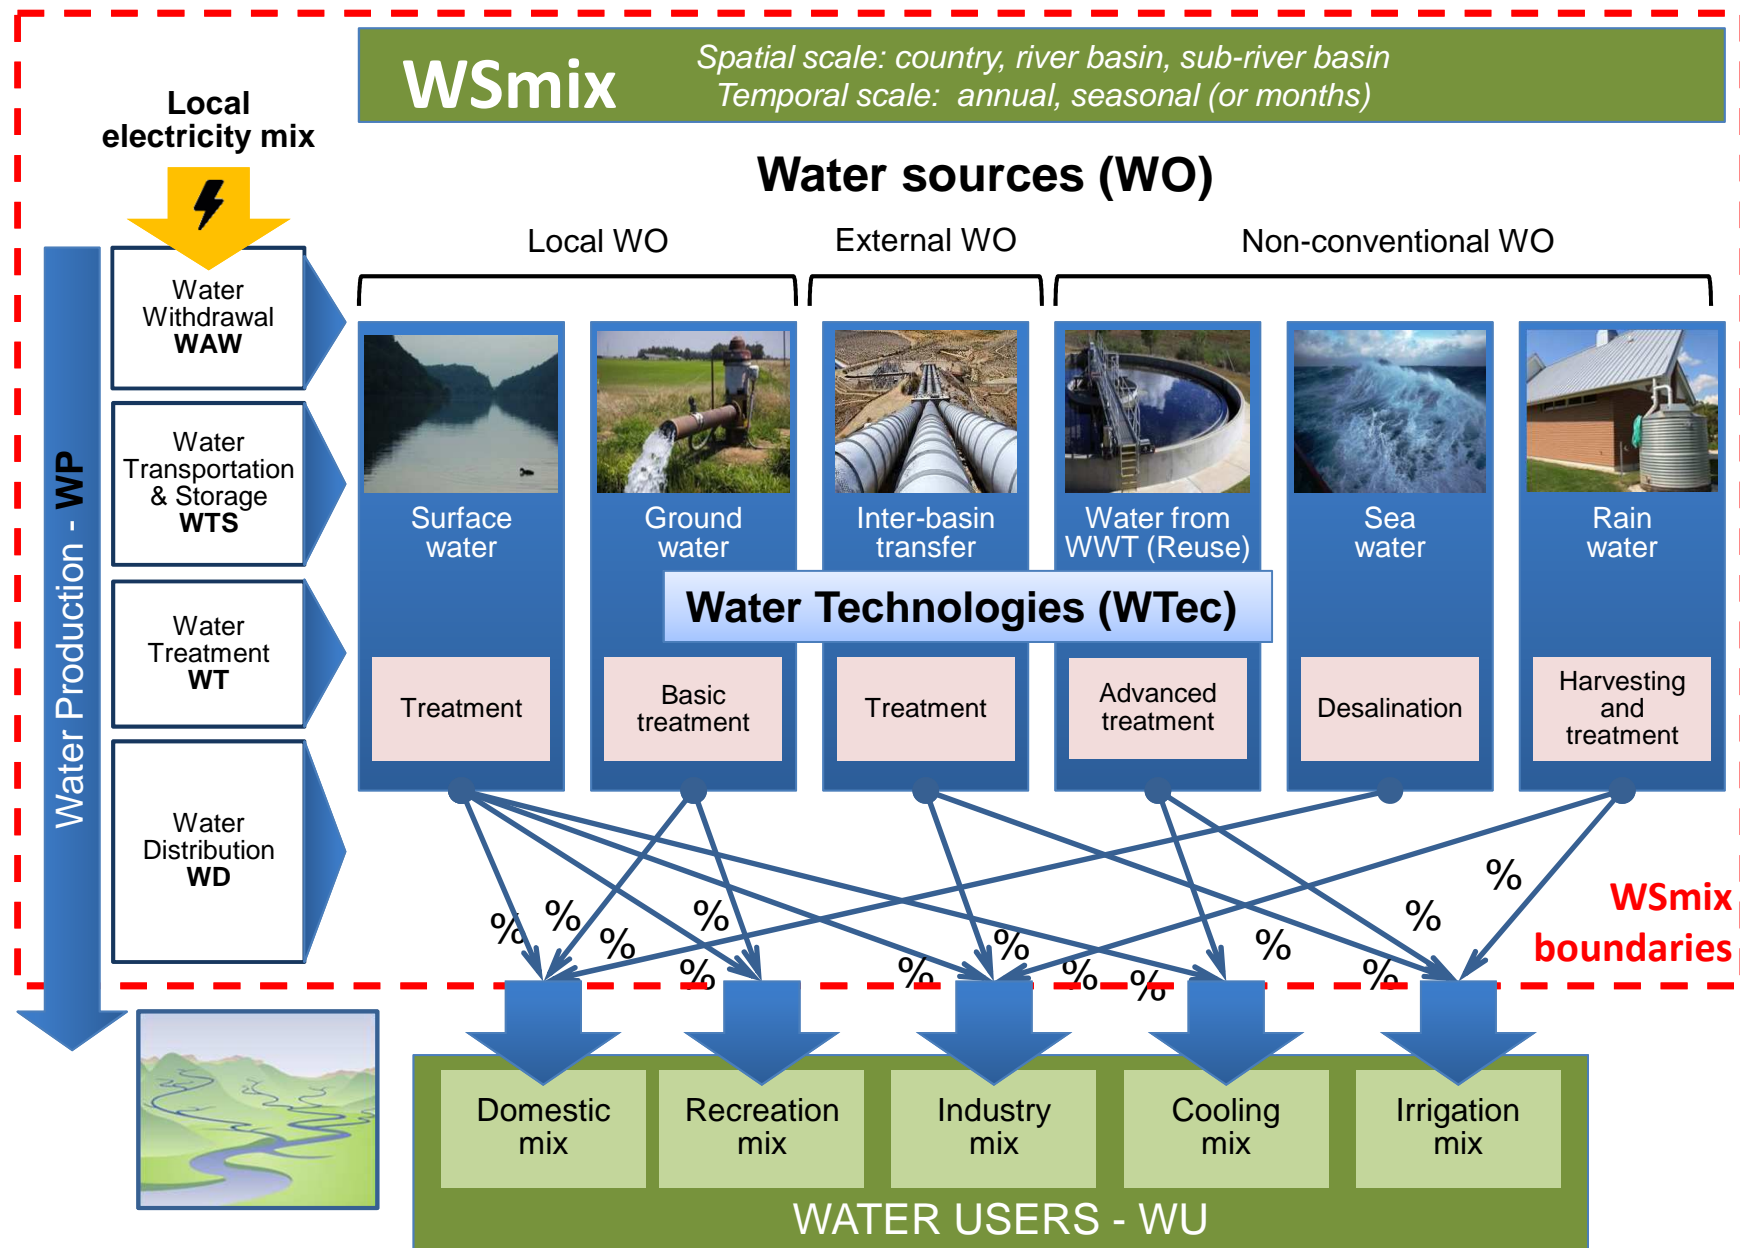 WSmix
Spatial scale: country, river basin, sub-river basin
Temporal scale: annual, seasonal (or months)
Local
electricity mix
Water sources (WO)
Local WO
External WO
Non-conventional WO
Water Production - WP
Water
Withdrawal
WAW
Water
Transportation
& Storage
WTS
Water
Treatment
WT
Water
Distribution
WD
Surface
water
Ground
water
Inter-basin
transfer
Water from
WWT (Reuse)
Sea
water
Rain
water
Water Technologies (WTec)
Treatment
Basic
treatment
Treatment
Advanced
treatment
Desalination
Harvesting
and
treatment
%
%
%
%
%
%
%
%
%
%
%
%
%
WSmix
boundaries
Domestic
mix
Recreation
mix
Industry
mix
Cooling
mix
Irrigation
mix
WATER USERS - WU